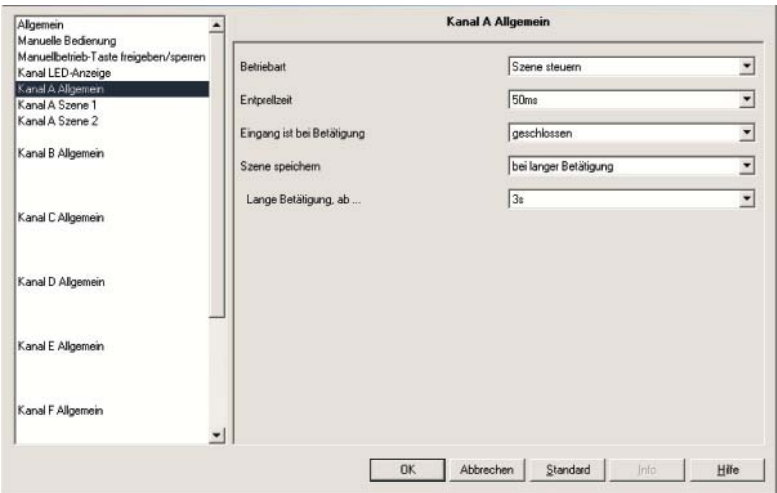 Allgemein
Manuelle Bedienung
Manuellbetrieb-Taste freigeben/sperren
Kanal LED-Anzeige
Kanal A Allgemein
Kanal A Szene 1
Kanal A Szene 2
Kanal B Allgemein
Kanal C Allgemein
Kanal D Allgemein
Kanal E Allgemein
Kanal F Allgemein
Kanal A Allgemein
Betriebart Szene steuern
Entprellzeit 50ms
Eingang ist bei Betätigung geschlossen
Szene speichern bei langer Betätigung
Lange Betätigung, ab ... 3s
OK Abbrechen Standard Info Hilfe